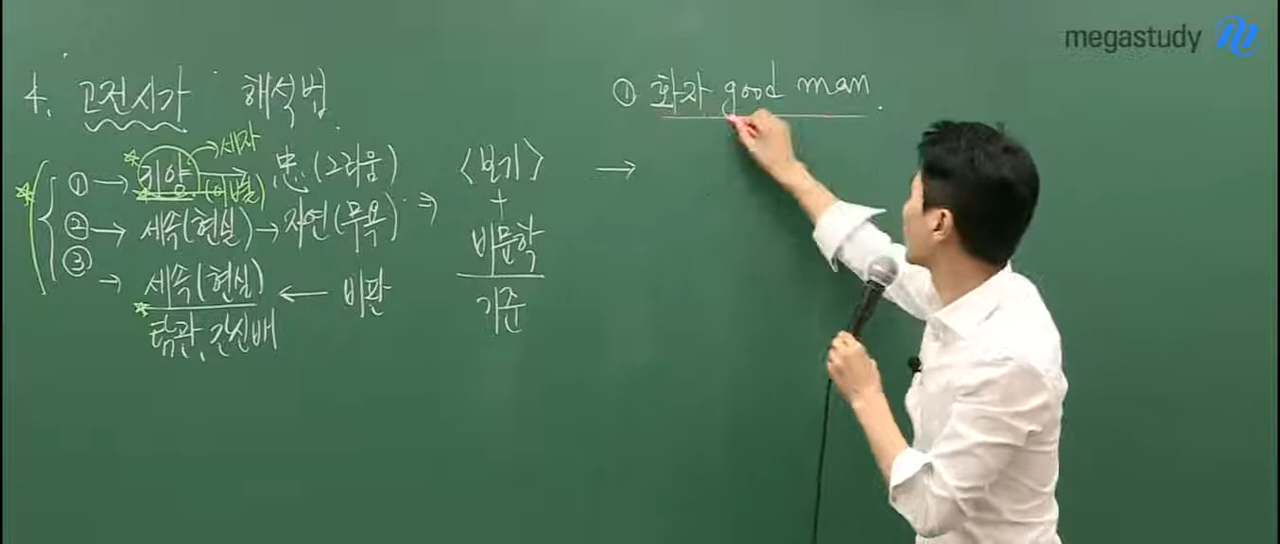 megastudy
4. 고전시가 해석법.
① → 귀양 → 忠 (그리움)
→ 세자
(이별)
② → 세속(현실) → 자연(무욕) ⇒
③ → 세속(현실) ← 비판
탐관, 간신배
<보기> →
+
비문학
기준
① 화자 good man.